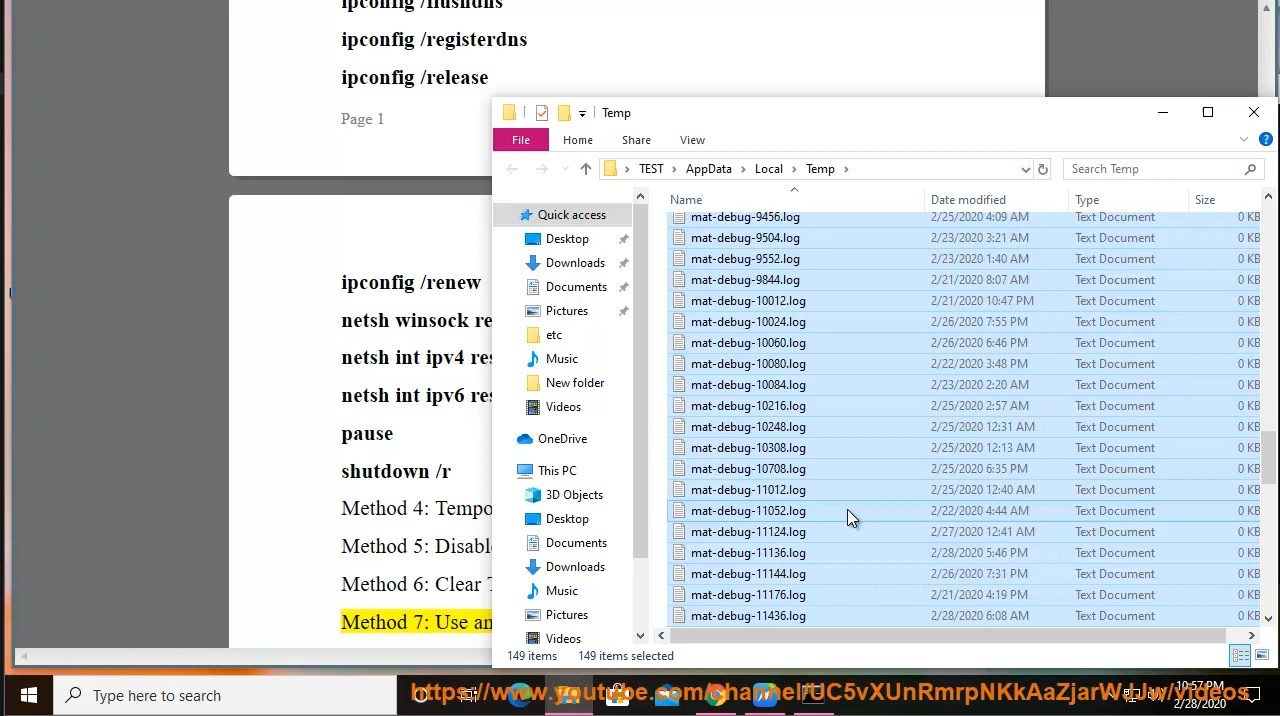 ipconfig /flushdns
ipconfig /registerdns
ipconfig /release
Page 1
ipconfig /renew
netsh winsock re
netsh int ipv4 res
netsh int ipv6 res
pause
shutdown /r
Method 4: Tempo
Method 5: Disabl
Method 6: Clear T
Method 7: Use an
Temp
File Home Share View
TEST AppData Local Temp
Search Temp
Quick access
Desktop
Downloads
Documents
Pictures
etc
Music
New folder
Videos
OneDrive
This PC
3D Objects
Desktop
Documents
Downloads
Music
Pictures
Videos
Name Date modified Type Size
mat-debug-9456.log 2/25/2020 4:09 AM Text Document 0 KB
mat-debug-9504.log 2/23/2020 3:21 AM Text Document 0 KB
mat-debug-9552.log 2/23/2020 1:40 AM Text Document 0 KB
mat-debug-9844.log 2/21/2020 8:07 AM Text Document 0 KB
mat-debug-10012.log 2/21/2020 10:47 PM Text Document 0 KB
mat-debug-10024.log 2/26/2020 7:55 PM Text Document 0 KB
mat-debug-10060.log 2/26/2020 6:46 PM Text Document 0 KB
mat-debug-10080.log 2/22/2020 3:48 PM Text Document 0 KB
mat-debug-10084.log 2/23/2020 2:20 AM Text Document 0 KB
mat-debug-10216.log 2/25/2020 2:57 AM Text Document 0 KB
mat-debug-10248.log 2/25/2020 12:31 AM Text Document 0 KB
mat-debug-10308.log 2/25/2020 12:13 AM Text Document 0 KB
mat-debug-10708.log 2/25/2020 6:35 PM Text Document 0 KB
mat-debug-11012.log 2/25/2020 12:40 AM Text Document 0 KB
mat-debug-11052.log 2/22/2020 4:44 AM Text Document 0 KB
mat-debug-11124.log 2/27/2020 12:41 AM Text Document 0 KB
mat-debug-11136.log 2/28/2020 5:46 PM Text Document 0 KB
mat-debug-11144.log 2/26/2020 7:31 PM Text Document 0 KB
mat-debug-11176.log 2/21/2020 4:19 PM Text Document 0 KB
mat-debug-11436.log 2/28/2020 6:08 AM Text Document 0 KB
149 items 149 items selected
Type here to search
https://www.youtube.com/channel/UC5vXUnRmrpNKkAaZjarWJUw/videos
10:57 PM
2/28/2020